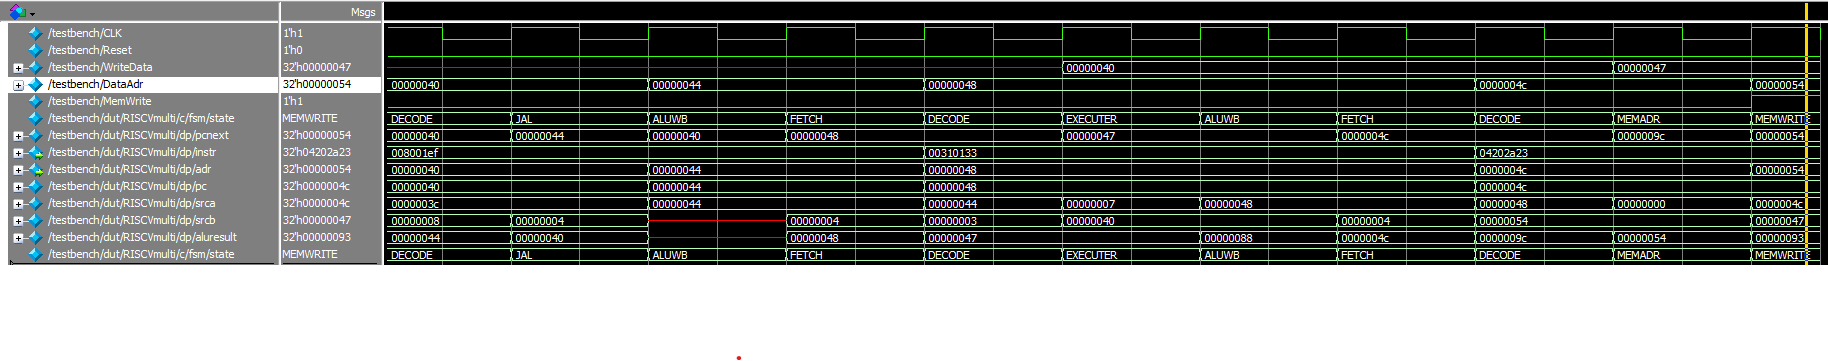 Msgs
/testbench/CLK 1'h1
/testbench/Reset 1'h0
/testbench/WriteData 32'h00000047 00000040 00000047
/testbench/DataAdr 32'h00000054 00000040 00000044 00000048 0000004c 00000054
/testbench/MemWrite 1'h1
/testbench/dut/RISCVmulti/c/fsm/state MEMWRITE DECODE JAL ALUWB FETCH DECODE EXECUTER ALUWB FETCH DECODE MEMADR MEMWRITE
/testbench/dut/RISCVmulti/dp/pcnext 32'h00000054 00000040 00000044 00000040 00000048 00000047 0000004c 0000009c 00000054
/testbench/dut/RISCVmulti/dp/instr 32'h04202a23 008001ef 00310133 04202a23
/testbench/dut/RISCVmulti/dp/adr 32'h00000054 00000040 00000044 00000048 0000004c 00000054
/testbench/dut/RISCVmulti/dp/pc 32'h0000004c 00000040 00000044 00000048 0000004c
/testbench/dut/RISCVmulti/dp/srca 32'h0000004c 0000003c 00000044 00000044 00000007 00000048 00000048 00000000 0000004c
/testbench/dut/RISCVmulti/dp/srcb 32'h00000047 00000008 00000004 00000004 00000003 00000040 00000004 00000054 00000047
/testbench/dut/RISCVmulti/dp/aluresult 32'h00000093 00000044 00000040 00000048 00000047 00000088 0000004c 0000009c 00000054 00000093
/testbench/dut/RISCVmulti/c/fsm/state MEMWRITE DECODE JAL ALUWB FETCH DECODE EXECUTER ALUWB FETCH DECODE MEMADR MEMWRITE